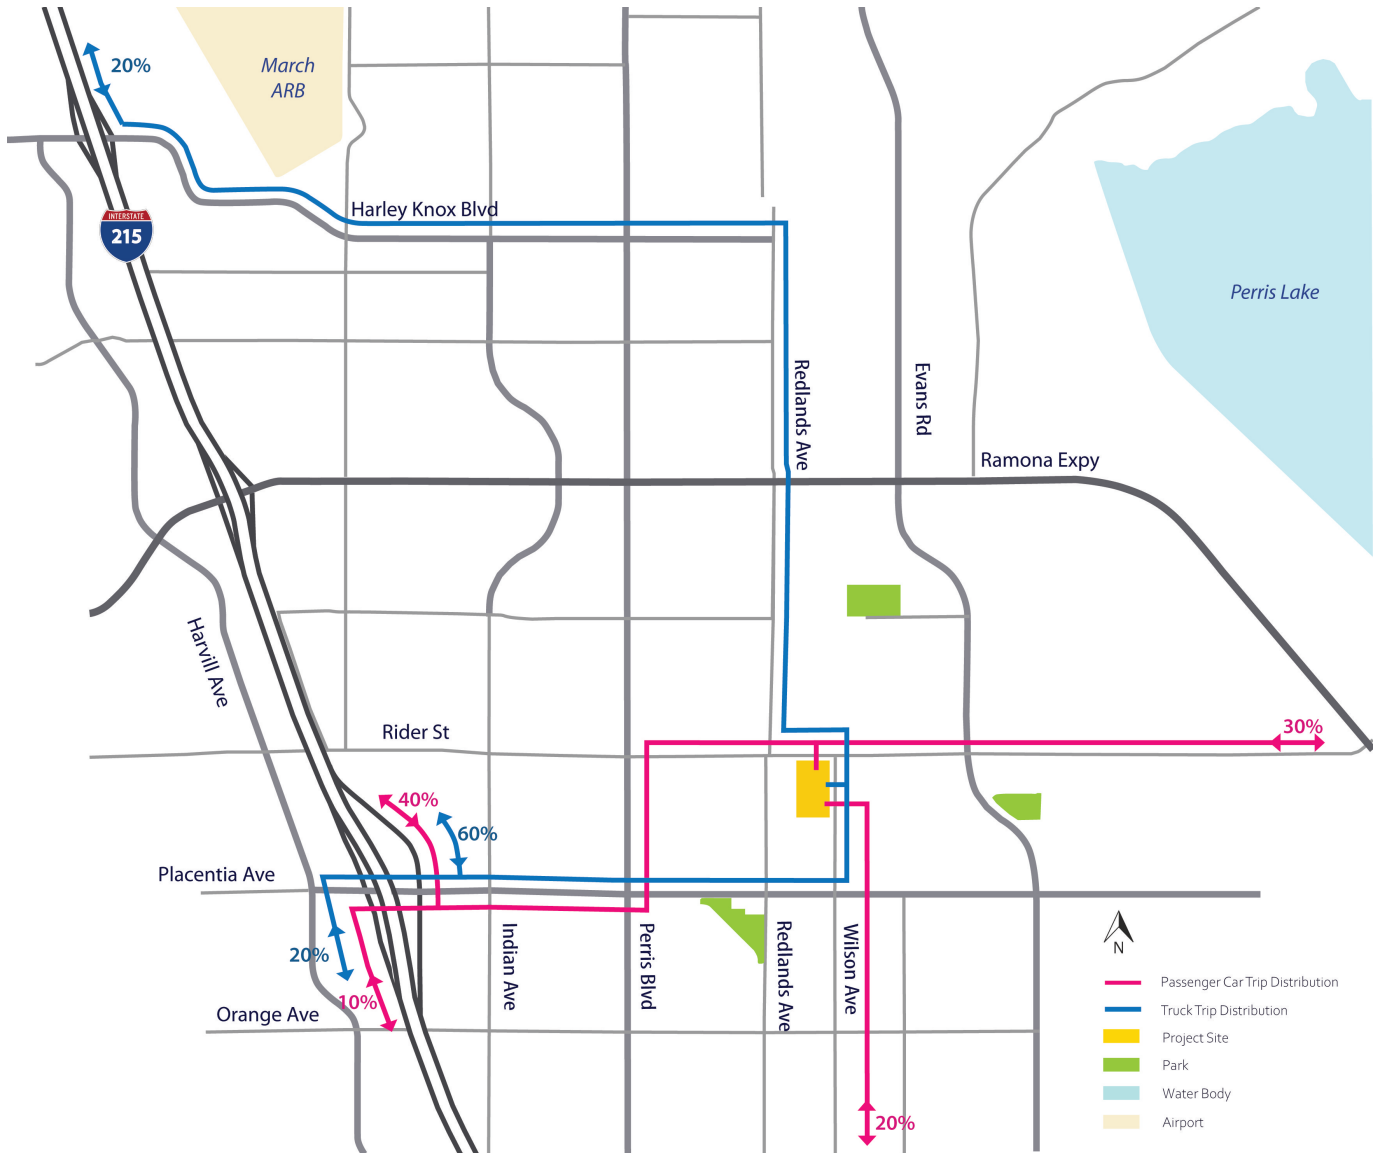 20%
March
ARB
INTERSTATE
215
Harley Knox Blvd
Perris Lake
Redlands Ave
Evans Rd
Ramona Expy
Harvill Ave
Rider St
30%
40%
60%
Placentia Ave
20%
10%
Orange Ave
Indian Ave
Perris Blvd
Redlands Ave
Wilson Ave
20%
N
Passenger Car Trip Distribution
Truck Trip Distribution
Project Site
Park
Water Body
Airport